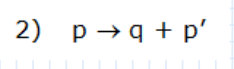 2) p → q + p′